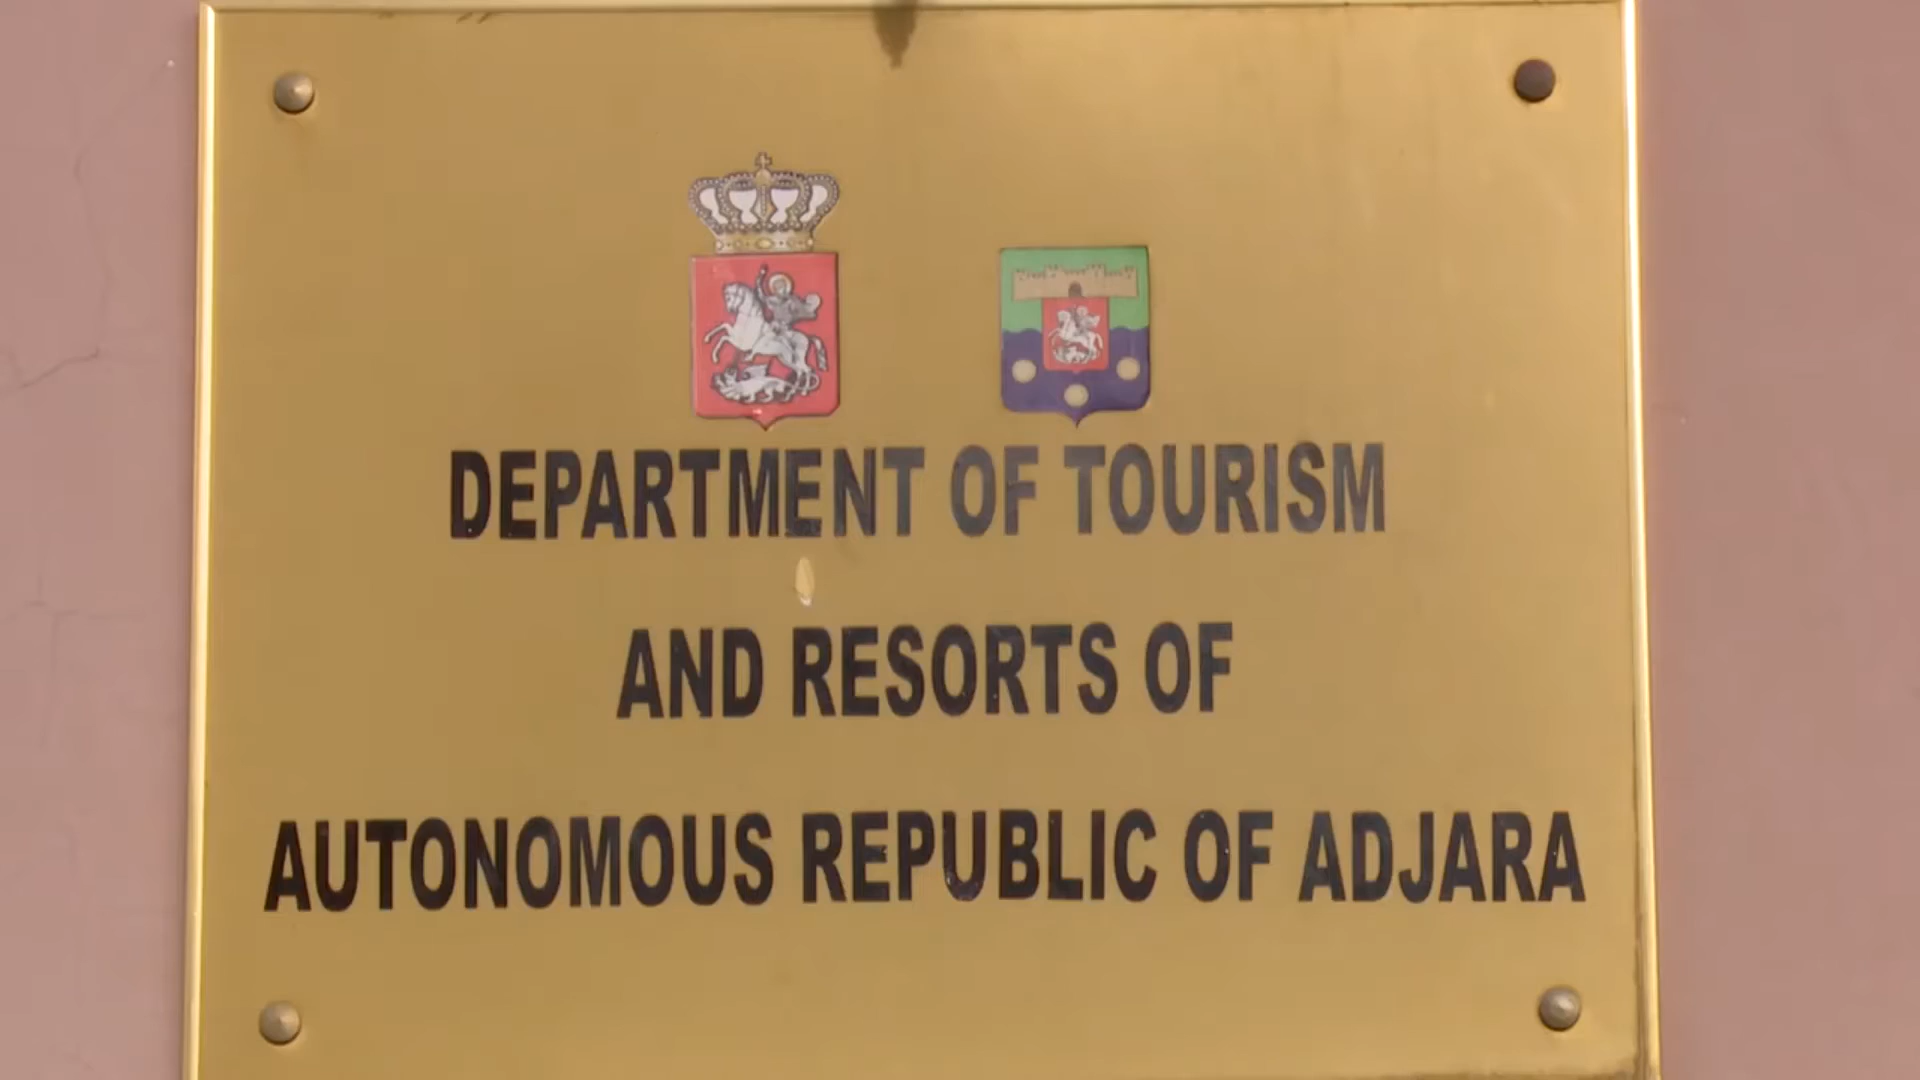 DEPARTMENT OF TOURISM
AND RESORTS OF
AUTONOMOUS REPUBLIC OF ADJARA